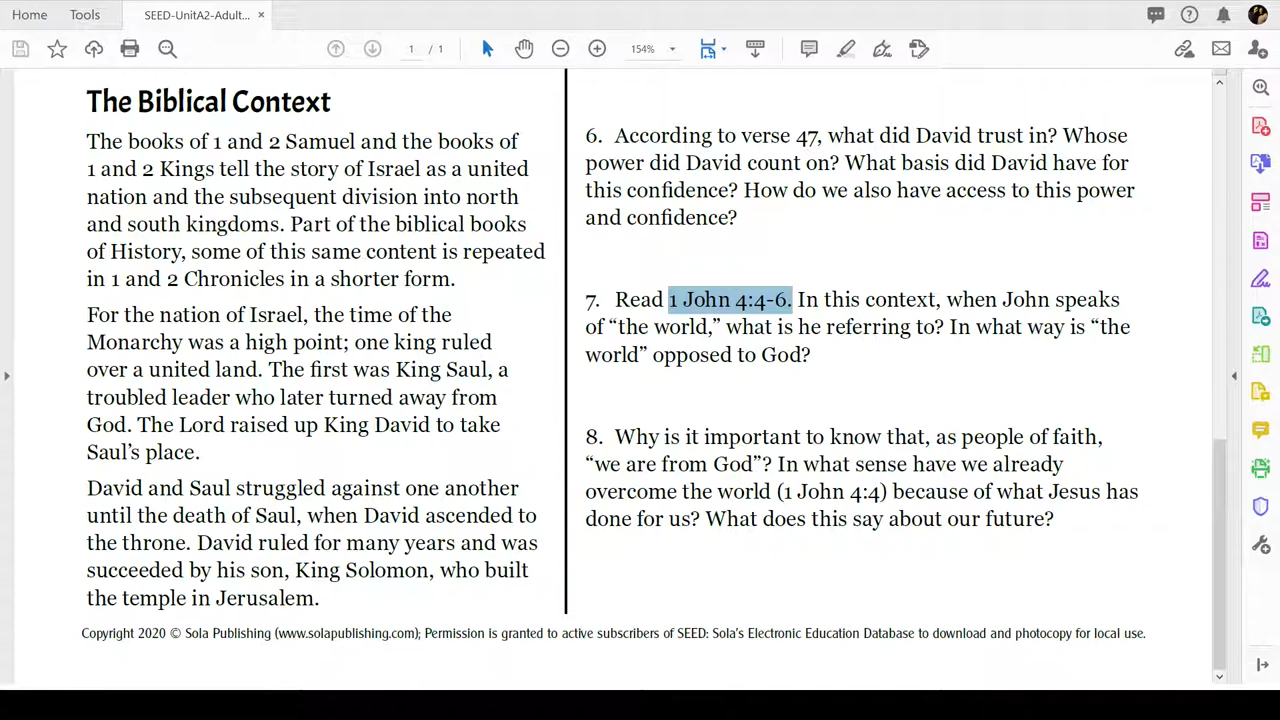 Home
Tools
SEED-UnitA2-Adult...
×
1 / 1
154%
The Biblical Context
The books of 1 and 2 Samuel and the books of
1 and 2 Kings tell the story of Israel as a united
nation and the subsequent division into north
and south kingdoms. Part of the biblical books
of History, some of this same content is repeated
in 1 and 2 Chronicles in a shorter form.
For the nation of Israel, the time of the
Monarchy was a high point; one king ruled
over a united land. The first was King Saul, a
troubled leader who later turned away from
God. The Lord raised up King David to take
Saul’s place.
David and Saul struggled against one another
until the death of Saul, when David ascended to
the throne. David ruled for many years and was
succeeded by his son, King Solomon, who built
the temple in Jerusalem.
6. According to verse 47, what did David trust in? Whose
power did David count on? What basis did David have for
this confidence? How do we also have access to this power
and confidence?
7. Read 1 John 4:4-6. In this context, when John speaks
of “the world,” what is he referring to? In what way is “the
world” opposed to God?
8. Why is it important to know that, as people of faith,
“we are from God”? In what sense have we already
overcome the world (1 John 4:4) because of what Jesus has
done for us? What does this say about our future?
Copyright 2020 © Sola Publishing (www.solapublishing.com); Permission is granted to active subscribers of SEED: Sola’s Electronic Education Database to download and photocopy for local use.